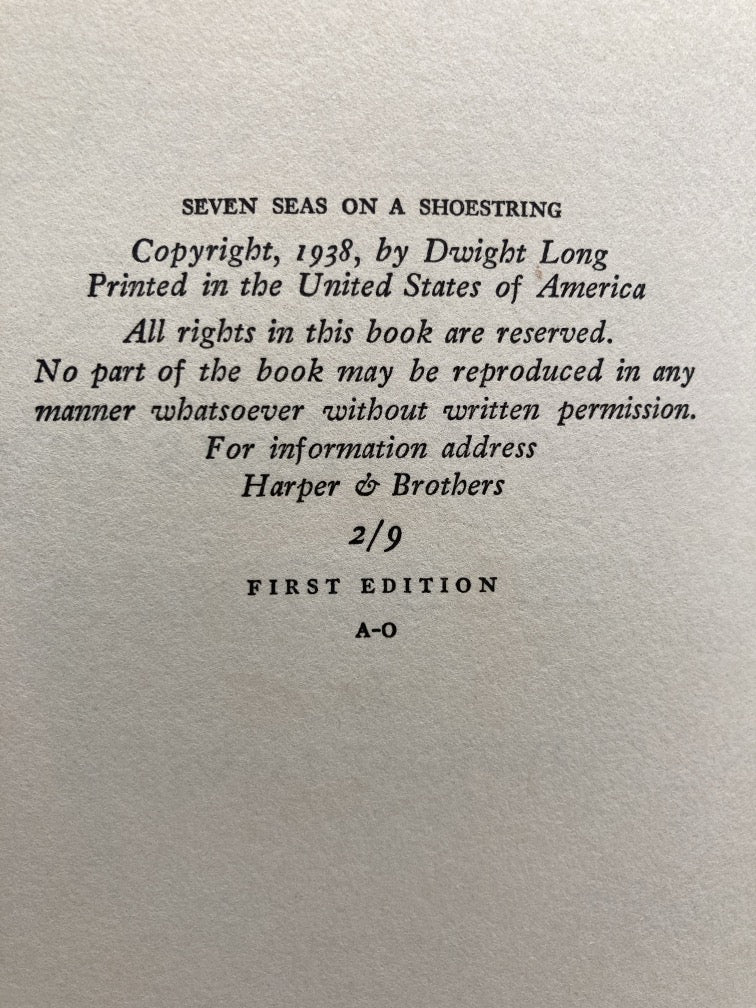 SEVEN SEAS ON A SHOESTRING
Copyright, 1938, by Dwight Long
Printed in the United States of America
All rights in this book are reserved.
No part of the book may be reproduced in any
manner whatsoever without written permission.
For information address
Harper & Brothers
2/9
FIRST EDITION
A-O